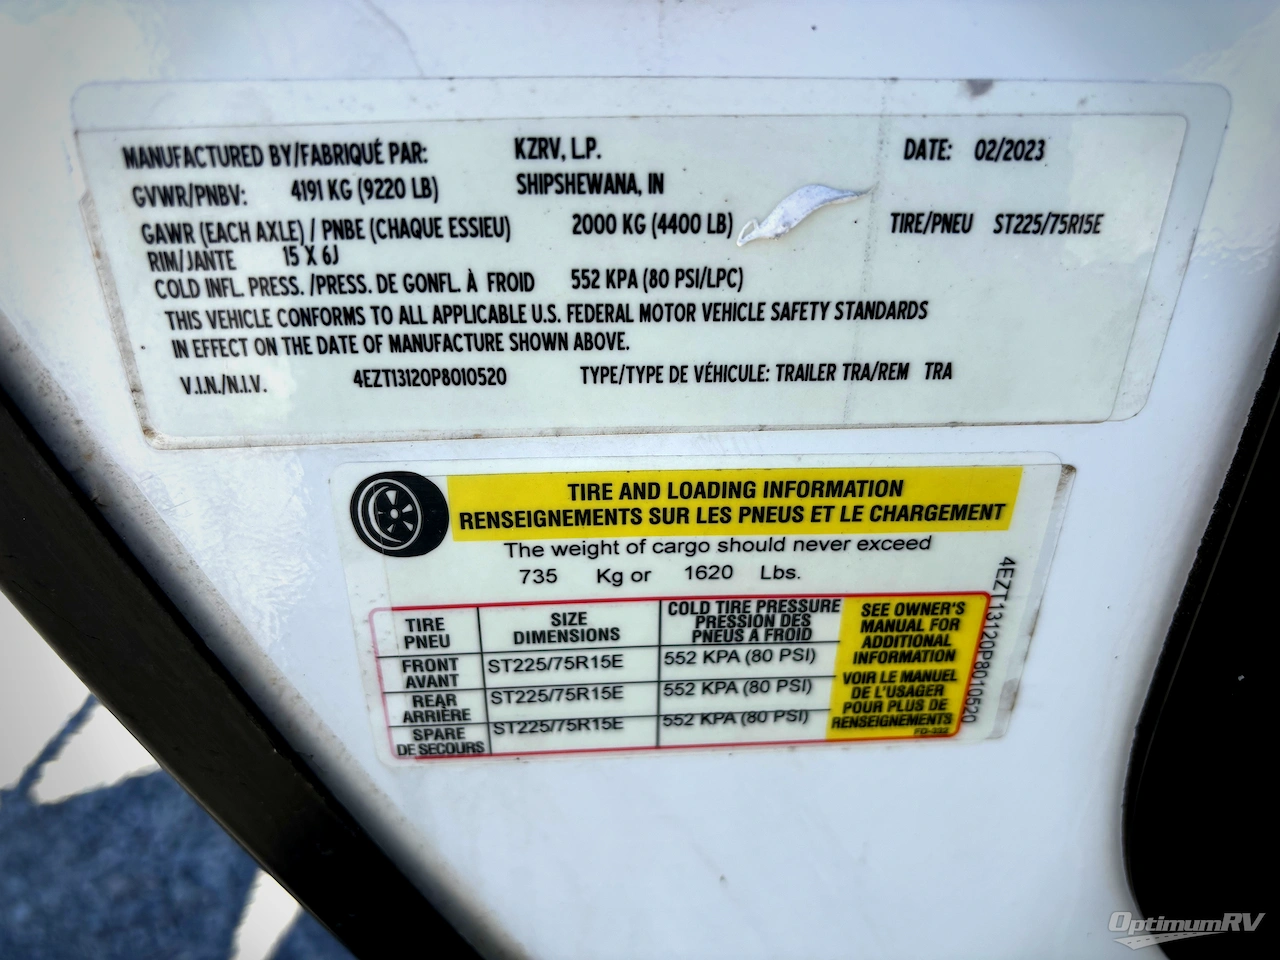 MANUFACTURED BY/FABRIQUÉ PAR: KZRV, L.P. DATE: 02/2023
GVWR/PNBV: 4191 KG (9220 LB) SHIPSHEWANA, IN
GAWR (EACH AXLE) / PNBE (CHAQUE ESSIEU) 2000 KG (4400 LB) TIRE/PNEU ST225/75R15E
RIM/JANTE 15 X 6J
COLD INFL. PRESS. /PRESS. DE GONFL. À FROID 552 KPA (80 PSI/LPC)
THIS VEHICLE CONFORMS TO ALL APPLICABLE U.S. FEDERAL MOTOR VEHICLE SAFETY STANDARDS
IN EFFECT ON THE DATE OF MANUFACTURE SHOWN ABOVE.
V.I.N./N.I.V. 4EZT13120P8010520 TYPE/TYPE DE VÉHICULE: TRAILER TRA/REM TRA
TIRE AND LOADING INFORMATION
RENSEIGNEMENTS SUR LES PNEUS ET LE CHARGEMENT
The weight of cargo should never exceed
735 Kg or 1620 Lbs.
TIRE
PNEU
SIZE
DIMENSIONS
COLD TIRE PRESSURE
PRESSION DES
PNEUS A FROID
FRONT
AVANT
ST225/75R15E
552 KPA (80 PSI)
REAR
ARRIÈRE
ST225/75R15E
552 KPA (80 PSI)
SPARE
DE SECOURS
ST225/75R15E
552 KPA (80 PSI)
SEE OWNER'S
MANUAL FOR
ADDITIONAL
INFORMATION
VOIR LE MANUEL
DE L'USAGER
POUR PLUS DE
RENSEIGNEMENTS
FO-332
4EZT13120P8010520
OptimumRV